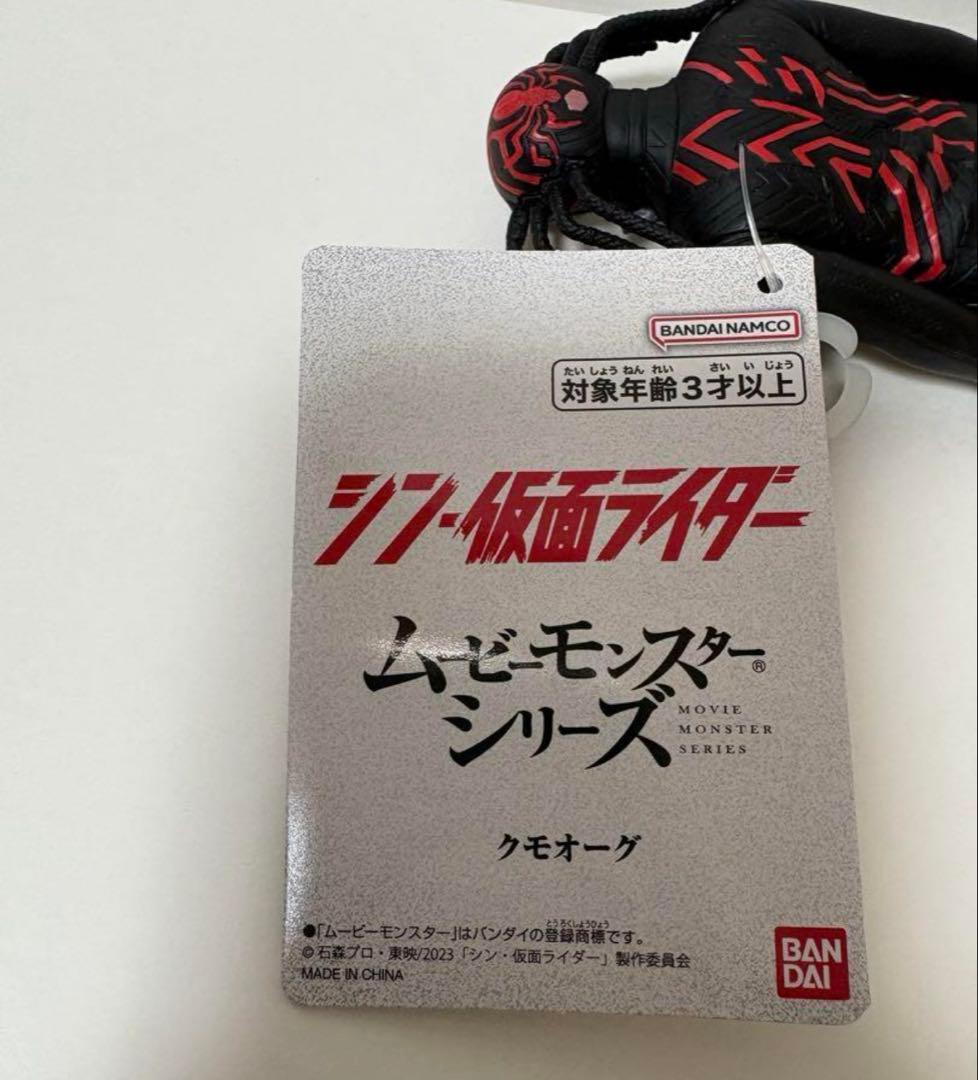 BANDAI NAMCO
たいしょうねんれい さい いじょう
対象年齢3才以上
シン・仮面ライダー
ムービーモンスター®
シリーズ
MOVIE
MONSTER
SERIES
クモオーグ
とうろくしょうひょう
●「ムービーモンスター」はバンダイの登録商標です。
©石森プロ・東映/2023「シン・仮面ライダー」製作委員会
MADE IN CHINA
BAN
DAI